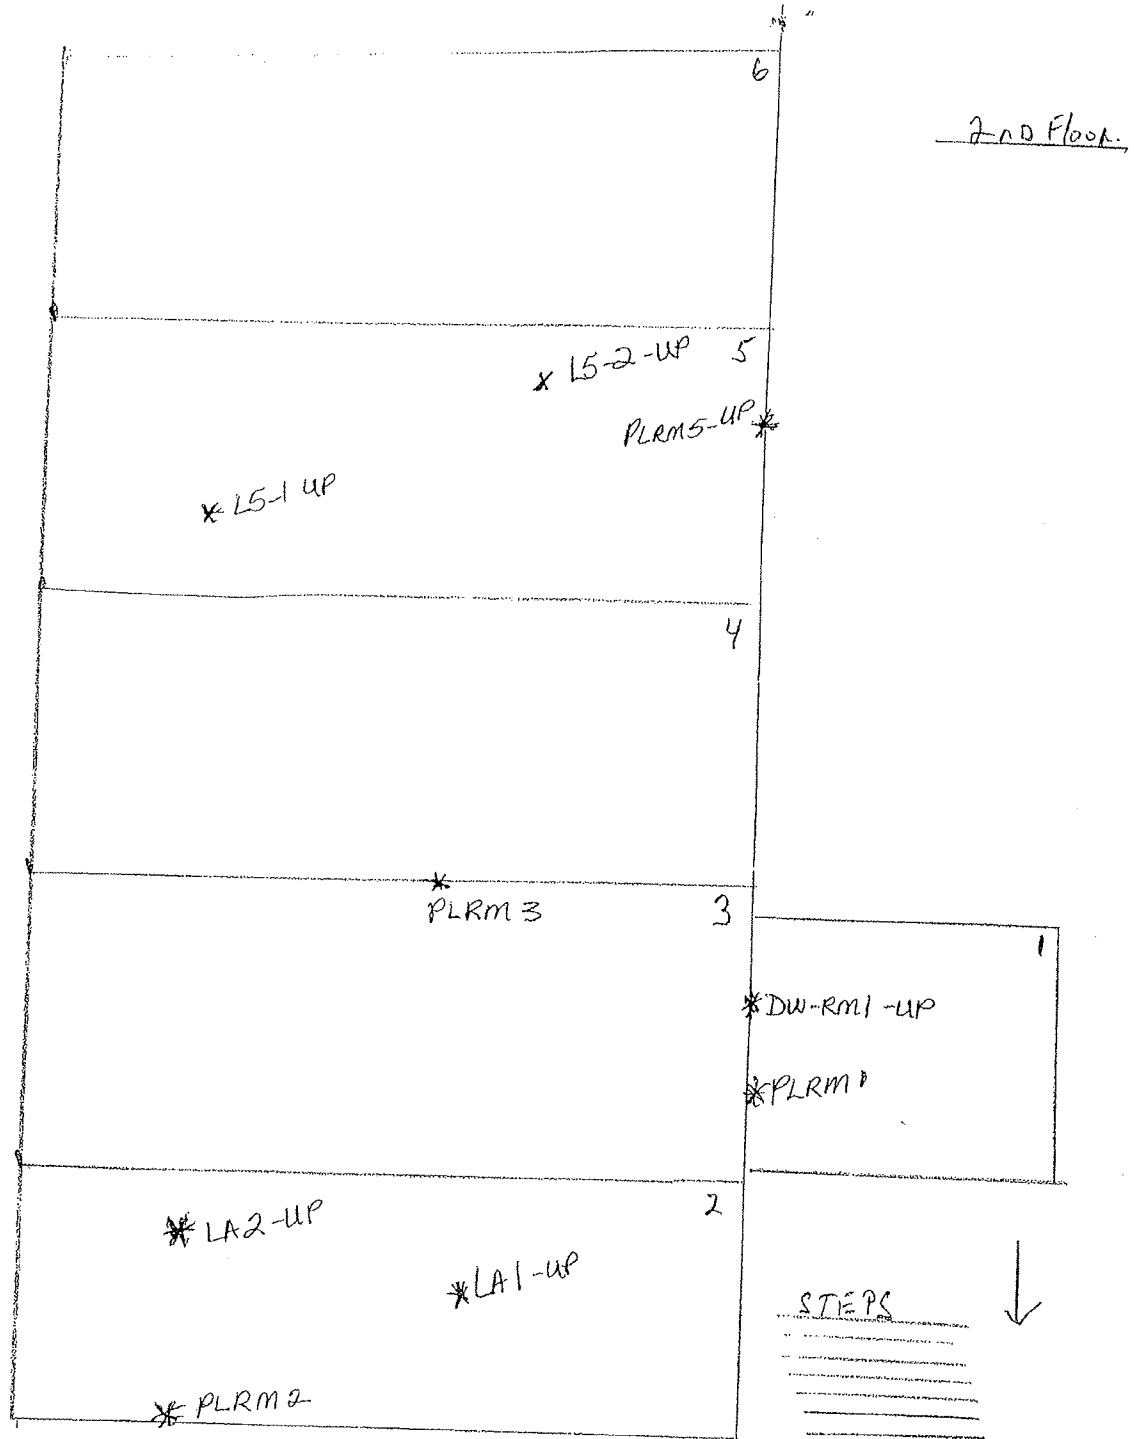 6
2nD Floor.
5
L5-2-UP
PLRM5-UP
L5-1 UP
4
PLRM 3
3
1
DW-RM1-UP
PLRM1
2
LA2-UP
LA1-UP
STEPS
PLRM2